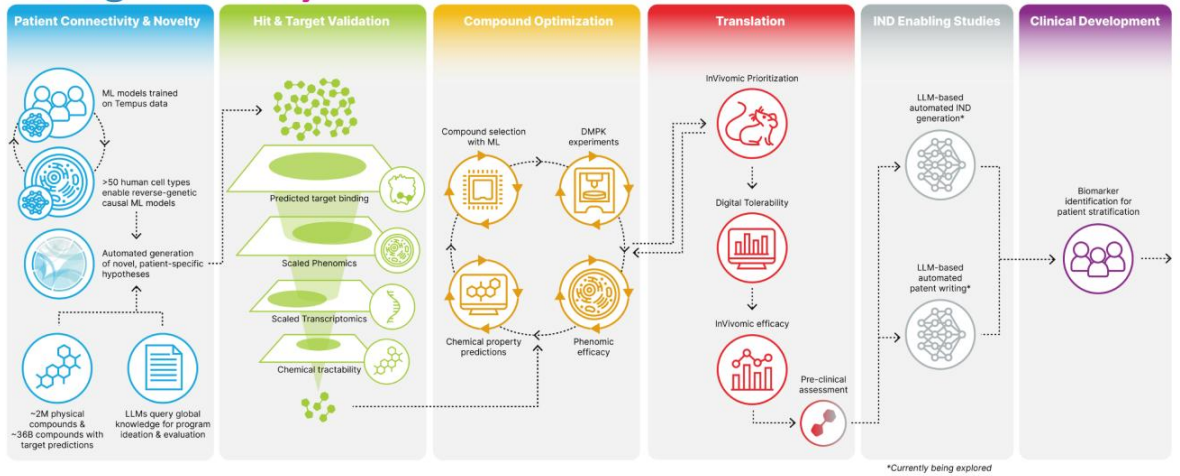 Patient Connectivity & Novelty
ML models trained
on Tempus data
>50 human cell types
enable reverse-genetic
causal ML models
Automated generation
of novel, patient-specific
hypotheses
~2M physical
compounds &
~36B compounds with
target predictions
LLMs query global
knowledge for program
ideation & evaluation
Hit & Target Validation
Predicted target binding
Scaled Phenomics
Scaled Transcriptomics
Chemical tractability
Compound Optimization
Compound selection
with ML
DMPK
experiments
Chemical property
predictions
Phenomic
efficacy
Translation
InVivomic Prioritization
Digital Tolerability
InVivomic efficacy
Pre-clinical
assessment
IND Enabling Studies
LLM-based
automated IND
generation*
LLM-based
automated
patent writing*
Clinical Development
Biomarker
identification for
patient stratification
*Currently being explored